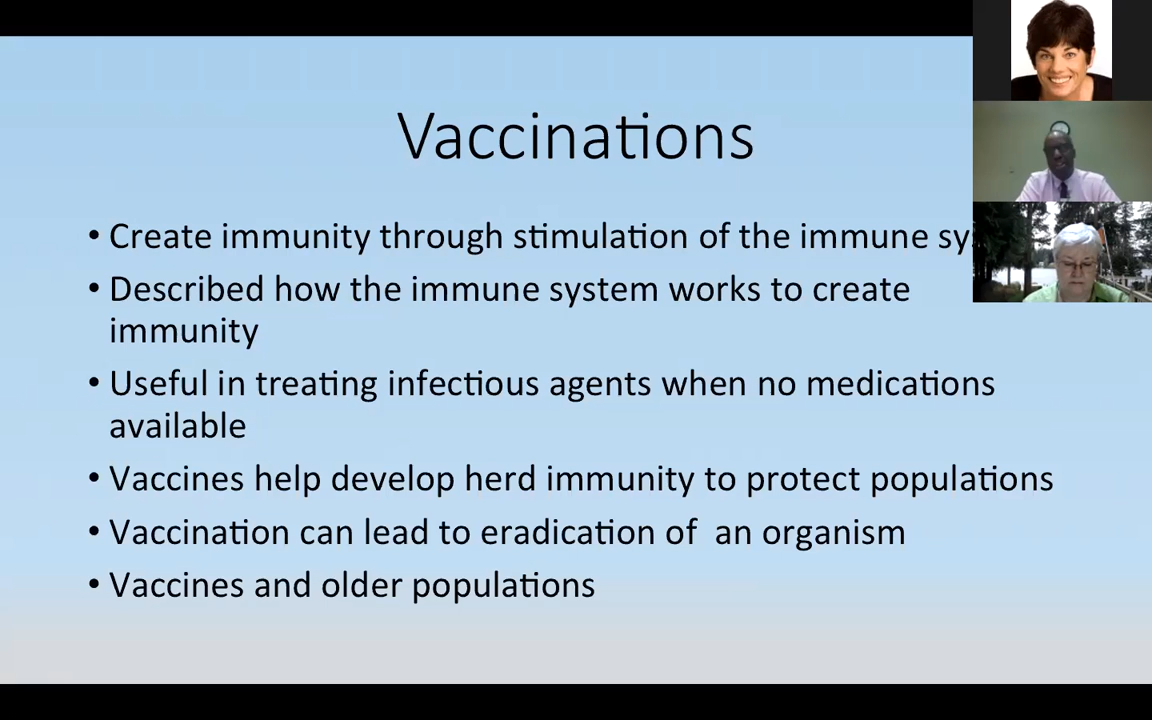 Vaccinations
• Create immunity through stimulation of the immune
• Described how the immune system works to create
immunity
• Useful in treating infectious agents when no medications
available
• Vaccines help develop herd immunity to protect populations
• Vaccination can lead to eradication of  an organism
• Vaccines and older populations